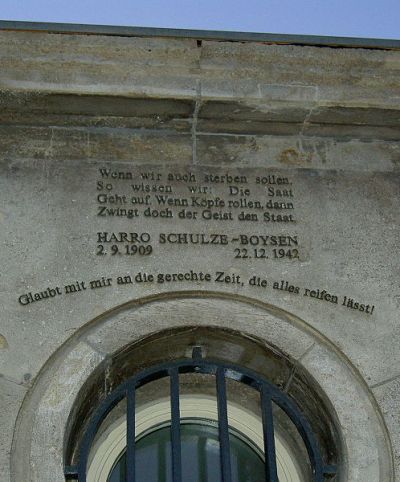 Wenn wir auch sterben sollen,
So wissen wir: Die Saat
Geht auf. Wenn Köpfe rollen, dann
Zwingt doch der Geist den Staat.
HARRO SCHULZE-BOYSEN
2. 9. 1909 22. 12. 1942
Glaubt mit mir an die gerechte Zeit, die alles reifen lässt!